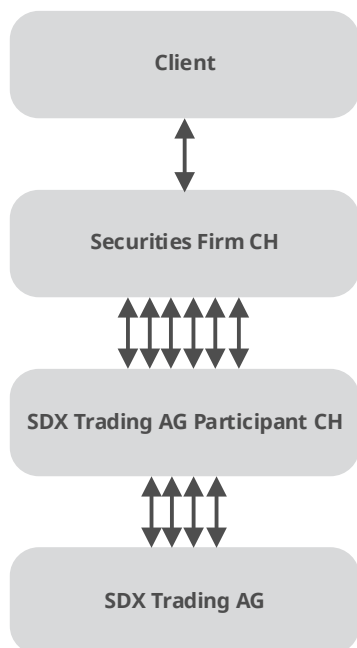 Client
Securities Firm CH
SDX Trading AG Participant CH
SDX Trading AG